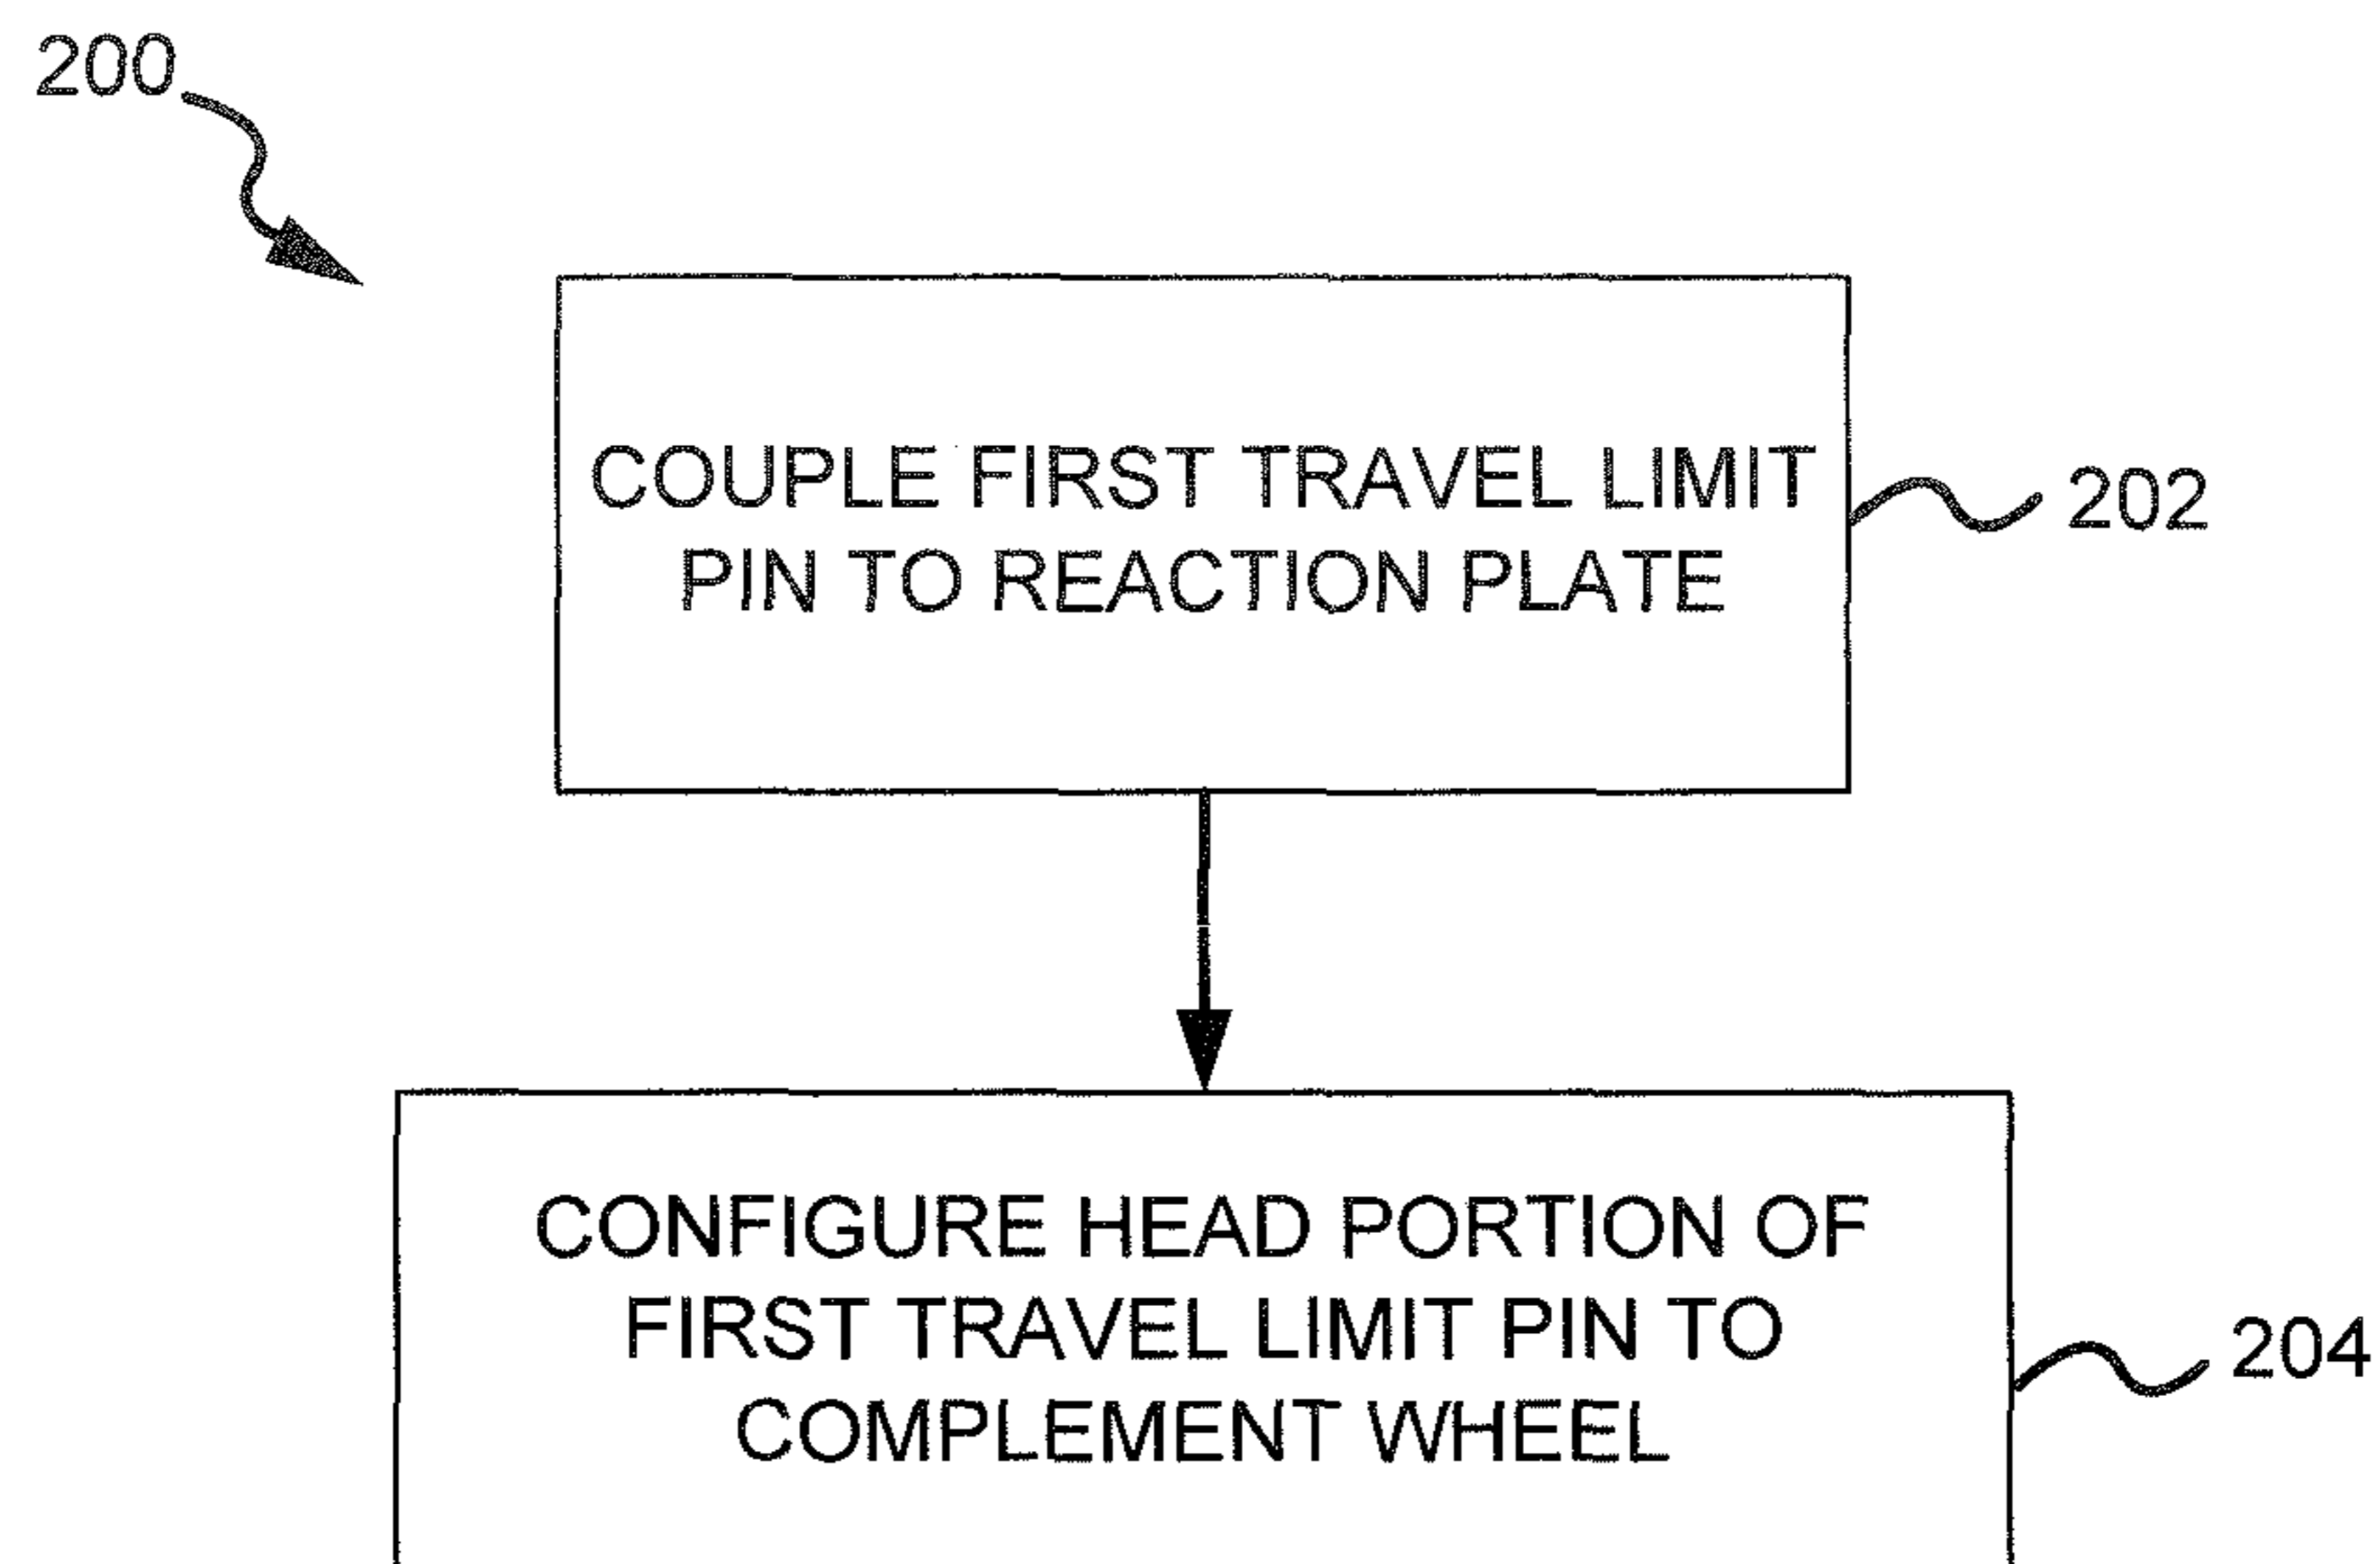 200
COUPLE FIRST TRAVEL LIMIT
PIN TO REACTION PLATE
202
CONFIGURE HEAD PORTION OF
FIRST TRAVEL LIMIT PIN TO
COMPLEMENT WHEEL
204